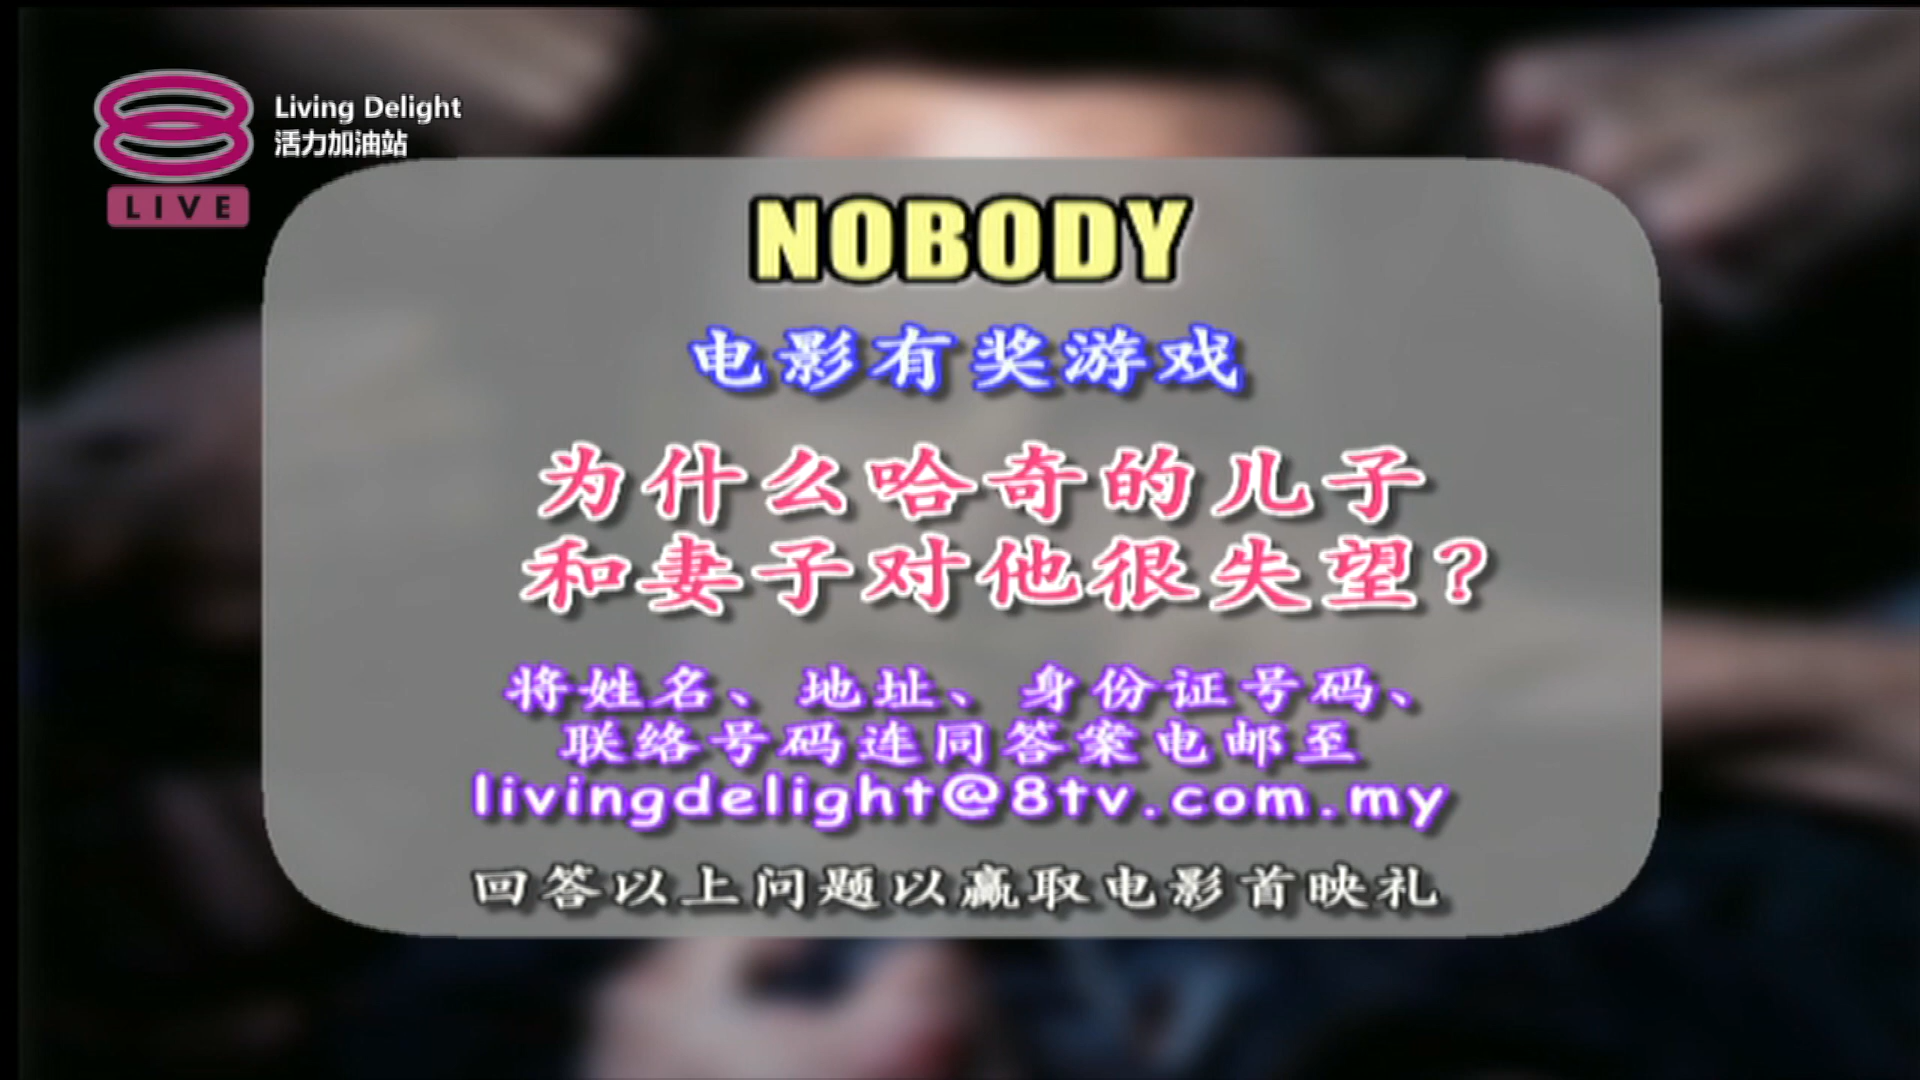 Living Delight
活力加油站
LIVE
NOBODY
电影有奖游戏
为什么哈奇的儿子
和妻子对他很失望?
将姓名、地址、身份证号码、
联络号码连同答案电邮至
livingdelight@8tv.com.my
回答以上问题以赢取电影首映礼